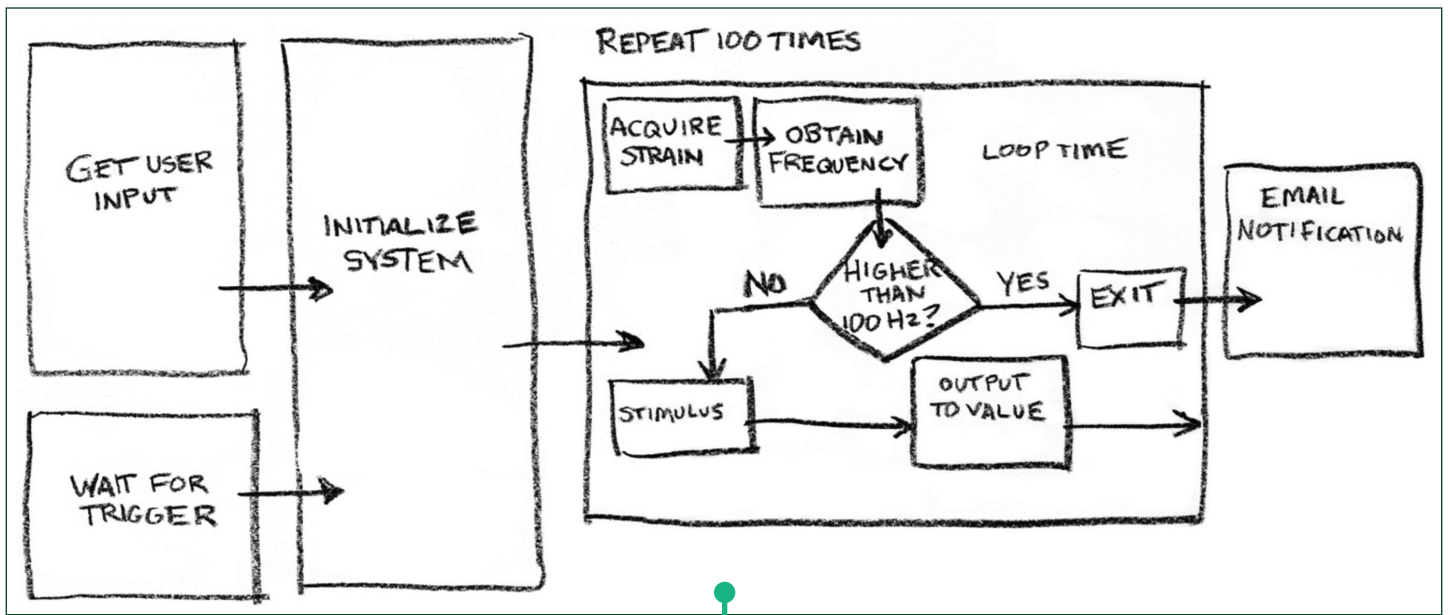 GET USER
INPUT
WAIT FOR
TRIGGER
INITIALIZE
SYSTEM
REPEAT 100 TIMES
ACQUIRE
STRAIN
OBTAIN
FREQUENCY
LOOP TIME
HIGHER
THAN
100 Hz?
NO
YES
EXIT
STIMULUS
OUTPUT
TO VALUE
EMAIL
NOTIFICATION